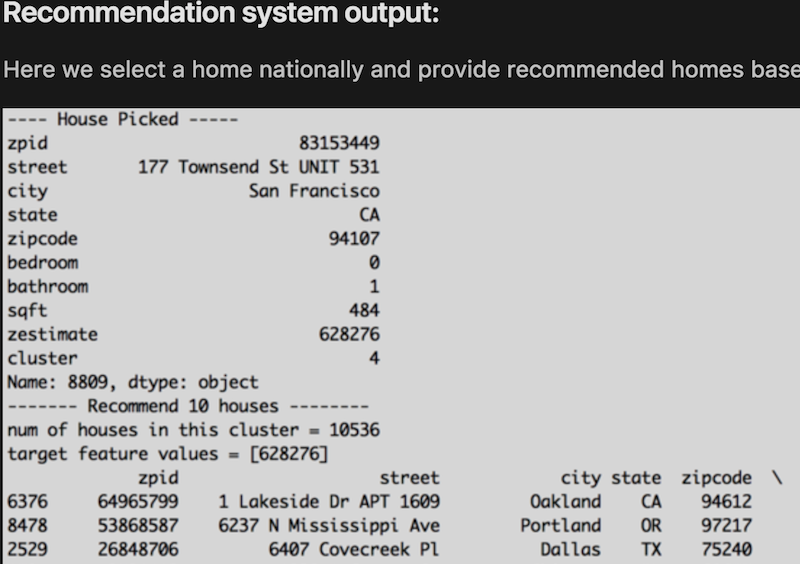 Recommendation system output:
Here we select a home nationally and provide recommended homes base
---- House Picked -----
zpid 83153449
street 177 Townsend St UNIT 531
city San Francisco
state CA
zipcode 94107
bedroom 0
bathroom 1
sqft 484
zestimate 628276
cluster 4
Name: 8809, dtype: object
------- Recommend 10 houses --------
num of houses in this cluster = 10536
target feature values = [628276]
zpid street city state zipcode \
6376 64965799 1 Lakeside Dr APT 1609 Oakland CA 94612
8478 53868587 6237 N Mississippi Ave Portland OR 97217
2529 26848706 6407 Covecreek Pl Dallas TX 75240